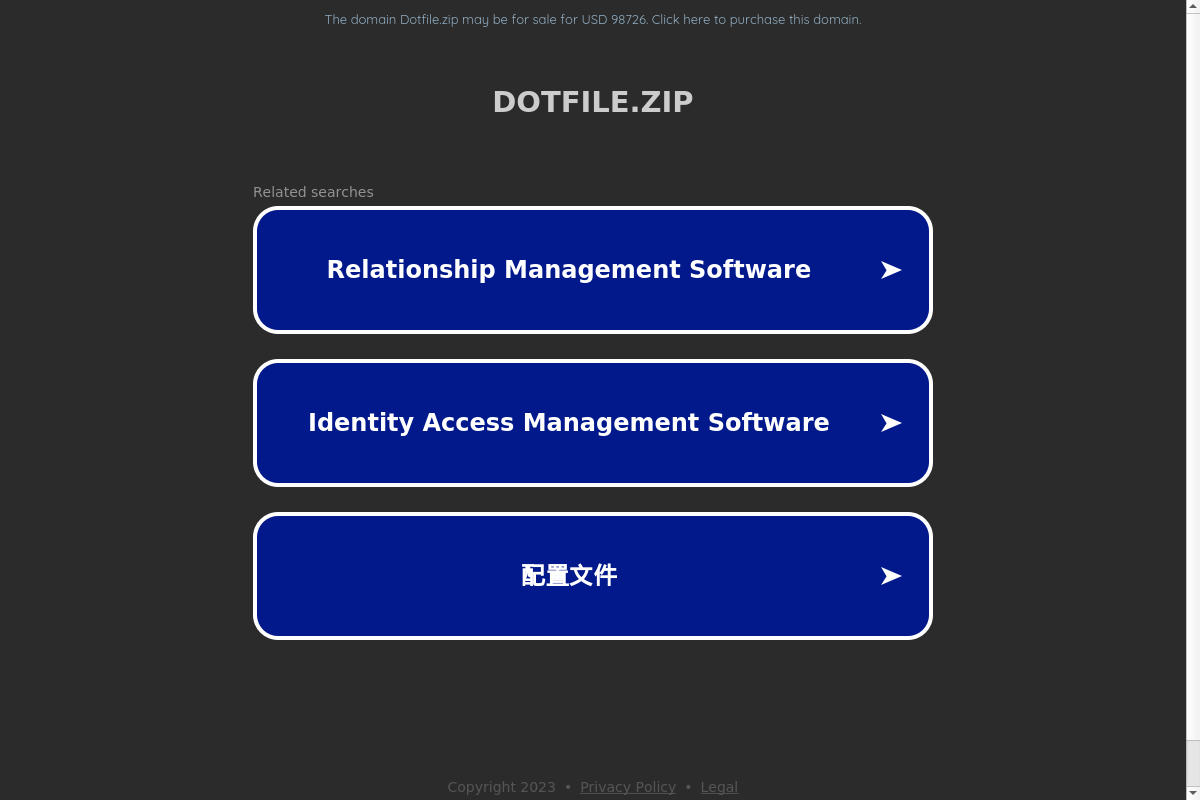 The domain Dotfile.zip may be for sale for USD 98726. Click here to purchase this domain.
DOTFILE.ZIP
Related searches
Relationship Management Software
Identity Access Management Software
配置文件
Copyright 2023 • Privacy Policy • Legal